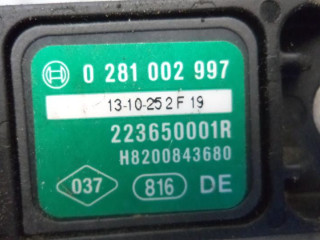 0 281 002 997
13-10-25 2 F 19
223650001R
H8200843680
037 816 DE